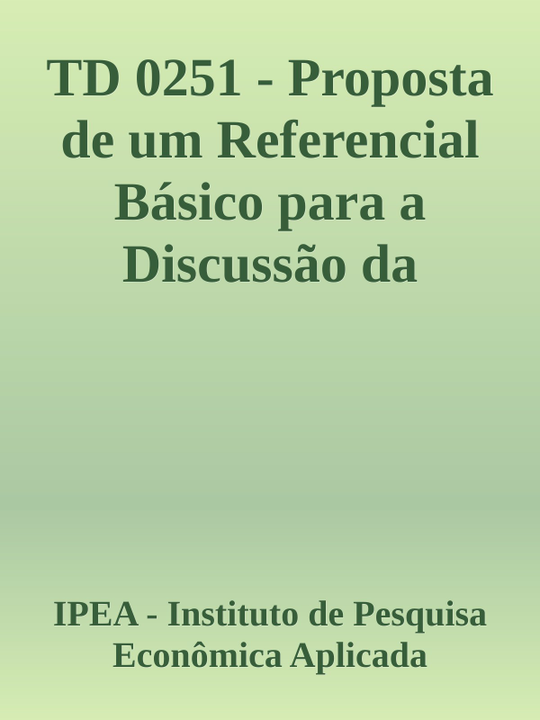 TD 0251 - Proposta
de um Referencial
Básico para a
Discussão da
IPEA - Instituto de Pesquisa
Econômica Aplicada